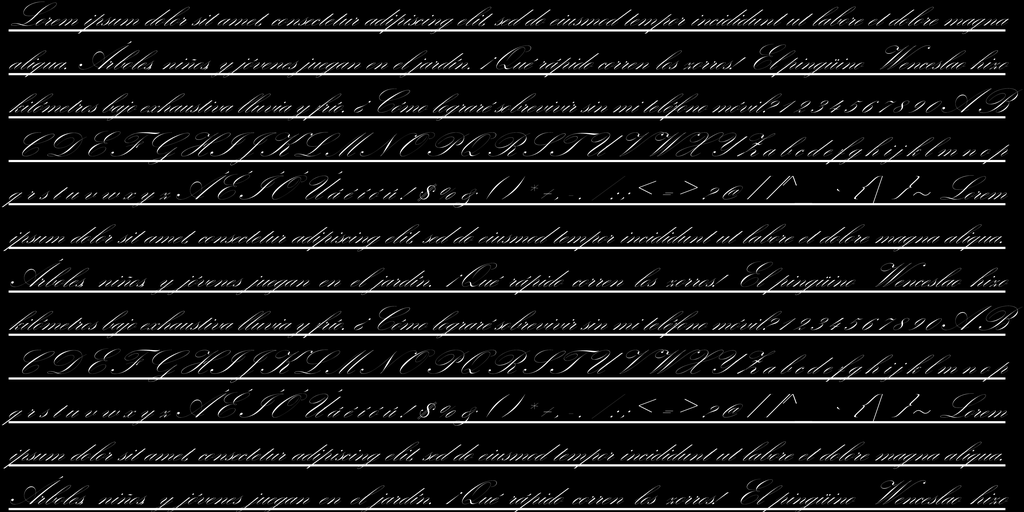 Lorem ipsum dolor sit amet, consectetur adipiscing elit, sed do eiusmod tempor incididunt ut labore et dolore magna
aliqua. Árboles niños y jóvenes juegan en el jardín. ¡Qué rápido corren los zorros! El pingüino Wenceslao hizo
kilómetros bajo exhaustiva lluvia y frío. ¿Cómo lograré sobrevivir sin mi teléfono móvil? 1 2 3 4 5 6 7 8 9 0 A B
C D E F G H I J K L M N O P Q R S T U V W X Y Z a b c d e f g h i j k l m n o p
q r s t u v w x y z Á É Í Ó Ú á é í ó ú ! $ % & ( ) * + , - . / : ; < = > ? @ [ ] ^ ` { | } ~ Lorem
ipsum dolor sit amet, consectetur adipiscing elit, sed do eiusmod tempor incididunt ut labore et dolore magna aliqua.
Árboles niños y jóvenes juegan en el jardín. ¡Qué rápido corren los zorros! El pingüino Wenceslao hizo
kilómetros bajo exhaustiva lluvia y frío. ¿Cómo lograré sobrevivir sin mi teléfono móvil? 1 2 3 4 5 6 7 8 9 0 A B
C D E F G H I J K L M N O P Q R S T U V W X Y Z a b c d e f g h i j k l m n o p
q r s t u v w x y z Á É Í Ó Ú á é í ó ú ! $ % & ( ) * + , - . / : ; < = > ? @ [ ] ^ ` { | } ~ Lorem
ipsum dolor sit amet, consectetur adipiscing elit, sed do eiusmod tempor incididunt ut labore et dolore magna aliqua.
Árboles niños y jóvenes juegan en el jardín. ¡Qué rápido corren los zorros! El pingüino Wenceslao hizo